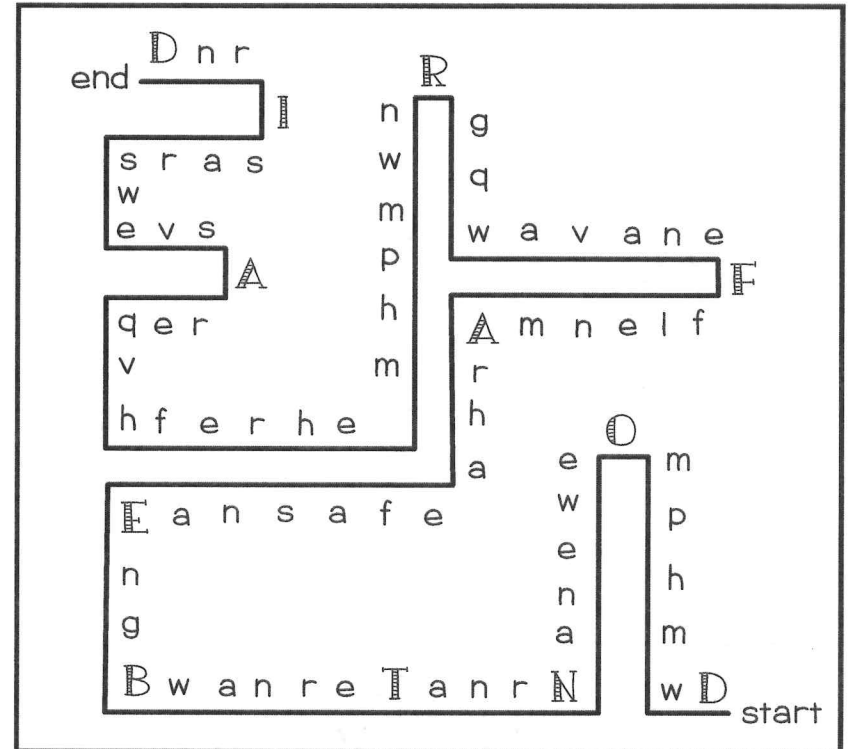 D n r
end
R
I
n w m p h m
g q
s r a s
w
e v s
w a v a n e
A
F
q e r
v
h f e r h e
A m n e l f
r h a
O
e w e n a
m p h m w
E a n s a f e
n g
B w a n r e T a n r N
D
start